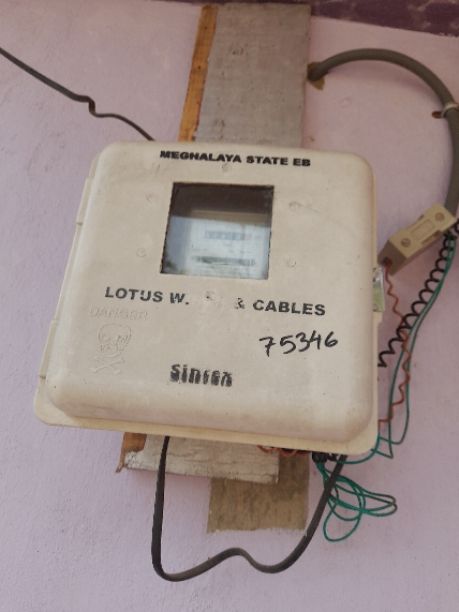 MEGHALAYA STATE EB
LOTUS W. & CABLES
DANGER
75346
Sintex